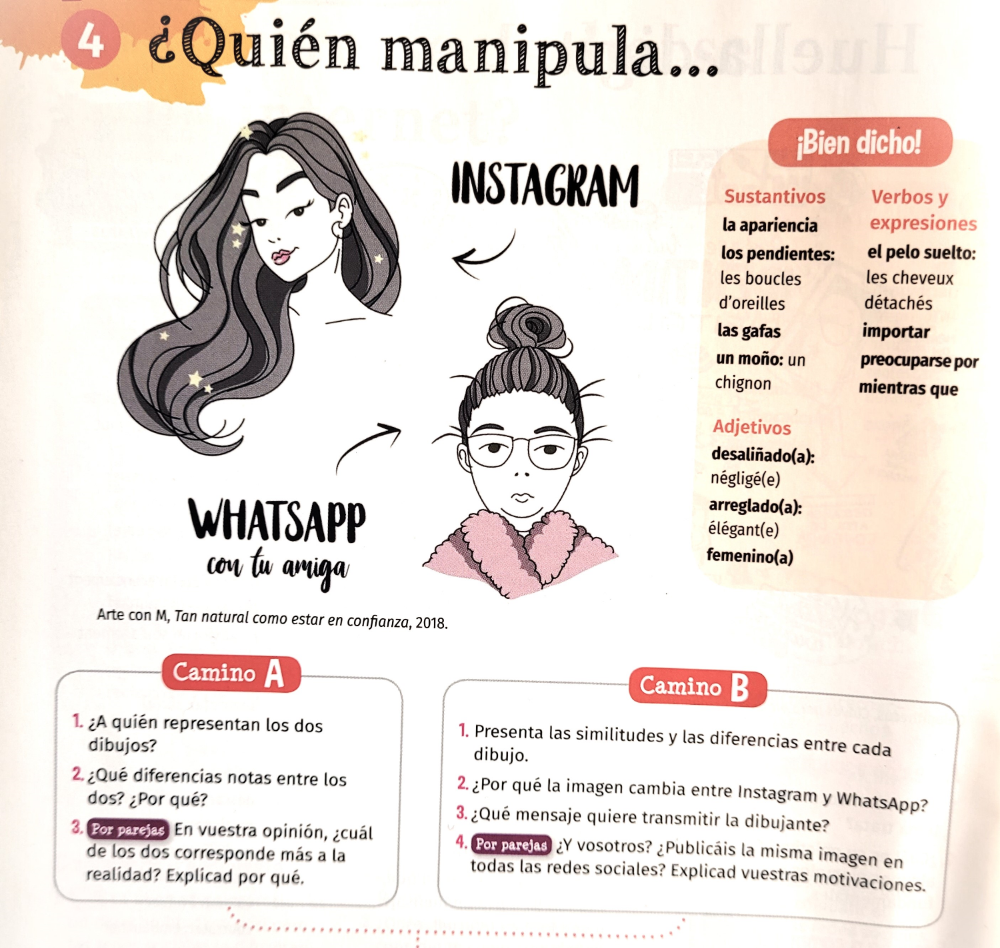 4 ¿Quién manipula...
INSTAGRAM
WHATSAPP
con tu amiga
Arte con M, Tan natural como estar en confianza, 2018.
¡Bien dicho!
Sustantivos
la apariencia
los pendientes:
les boucles
d'oreilles
las gafas
un moño: un
chignon
Adjetivos
desaliñado(a):
négligé(e)
arreglado(a):
élégant(e)
femenino(a)
Verbos y
expresiones
el pelo suelto:
les cheveux
détachés
importar
preocuparse por
mientras que
Camino A
1. ¿A quién representan los dos
dibujos?
2. ¿Qué diferencias notas entre los
dos? ¿Por qué?
3. Por parejas En vuestra opinión, ¿cuál
de los dos corresponde más a la
realidad? Explicad por qué.
Camino B
1. Presenta las similitudes y las diferencias entre cada
dibujo.
2. ¿Por qué la imagen cambia entre Instagram y WhatsApp?
3. ¿Qué mensaje quiere transmitir la dibujante?
4. Por parejas ¿Y vosotros? ¿Publicáis la misma imagen en
todas las redes sociales? Explicad vuestras motivaciones.